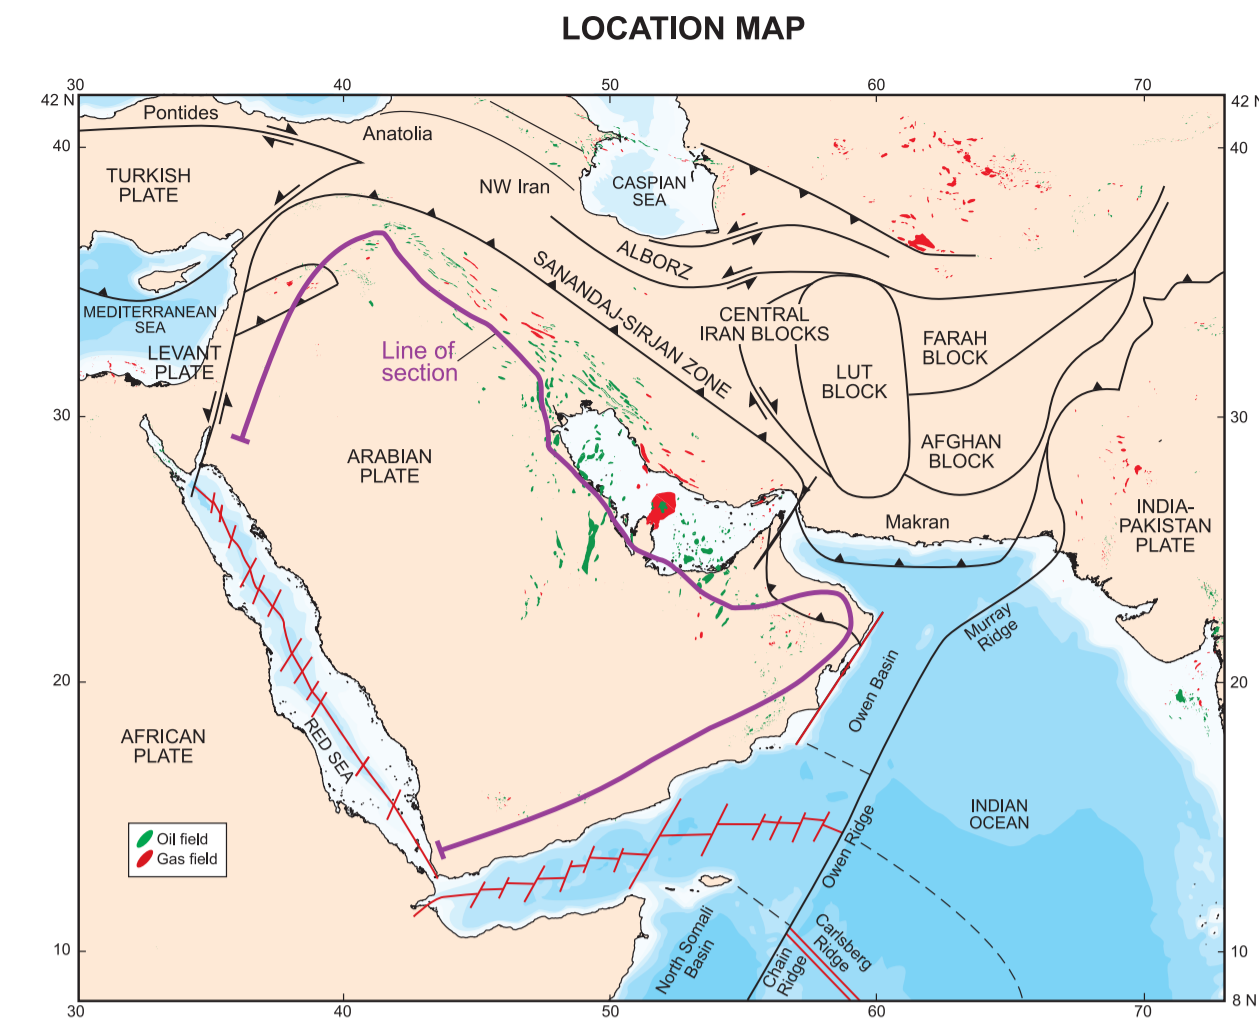 LOCATION MAP
30
40
50
60
70
42 N
42 N
Pontides
Anatolia
40
40
TURKISH
PLATE
NW Iran
CASPIAN
SEA
ALBORZ
SANANDAJ-SIRJAN ZONE
MEDITERRANEAN
SEA
CENTRAL
IRAN BLOCKS
FARAH
BLOCK
LEVANT
PLATE
Line of
section
LUT
BLOCK
30
30
ARABIAN
PLATE
AFGHAN
BLOCK
Makran
INDIA-
PAKISTAN
PLATE
Murray
Ridge
20
20
Owen Basin
AFRICAN
PLATE
RED SEA
INDIAN
OCEAN
Oil field
Gas field
Owen Ridge
Carlsberg
Ridge
North Somali
Basin
Chain
Ridge
10
10
8 N
30
40
50
60
70